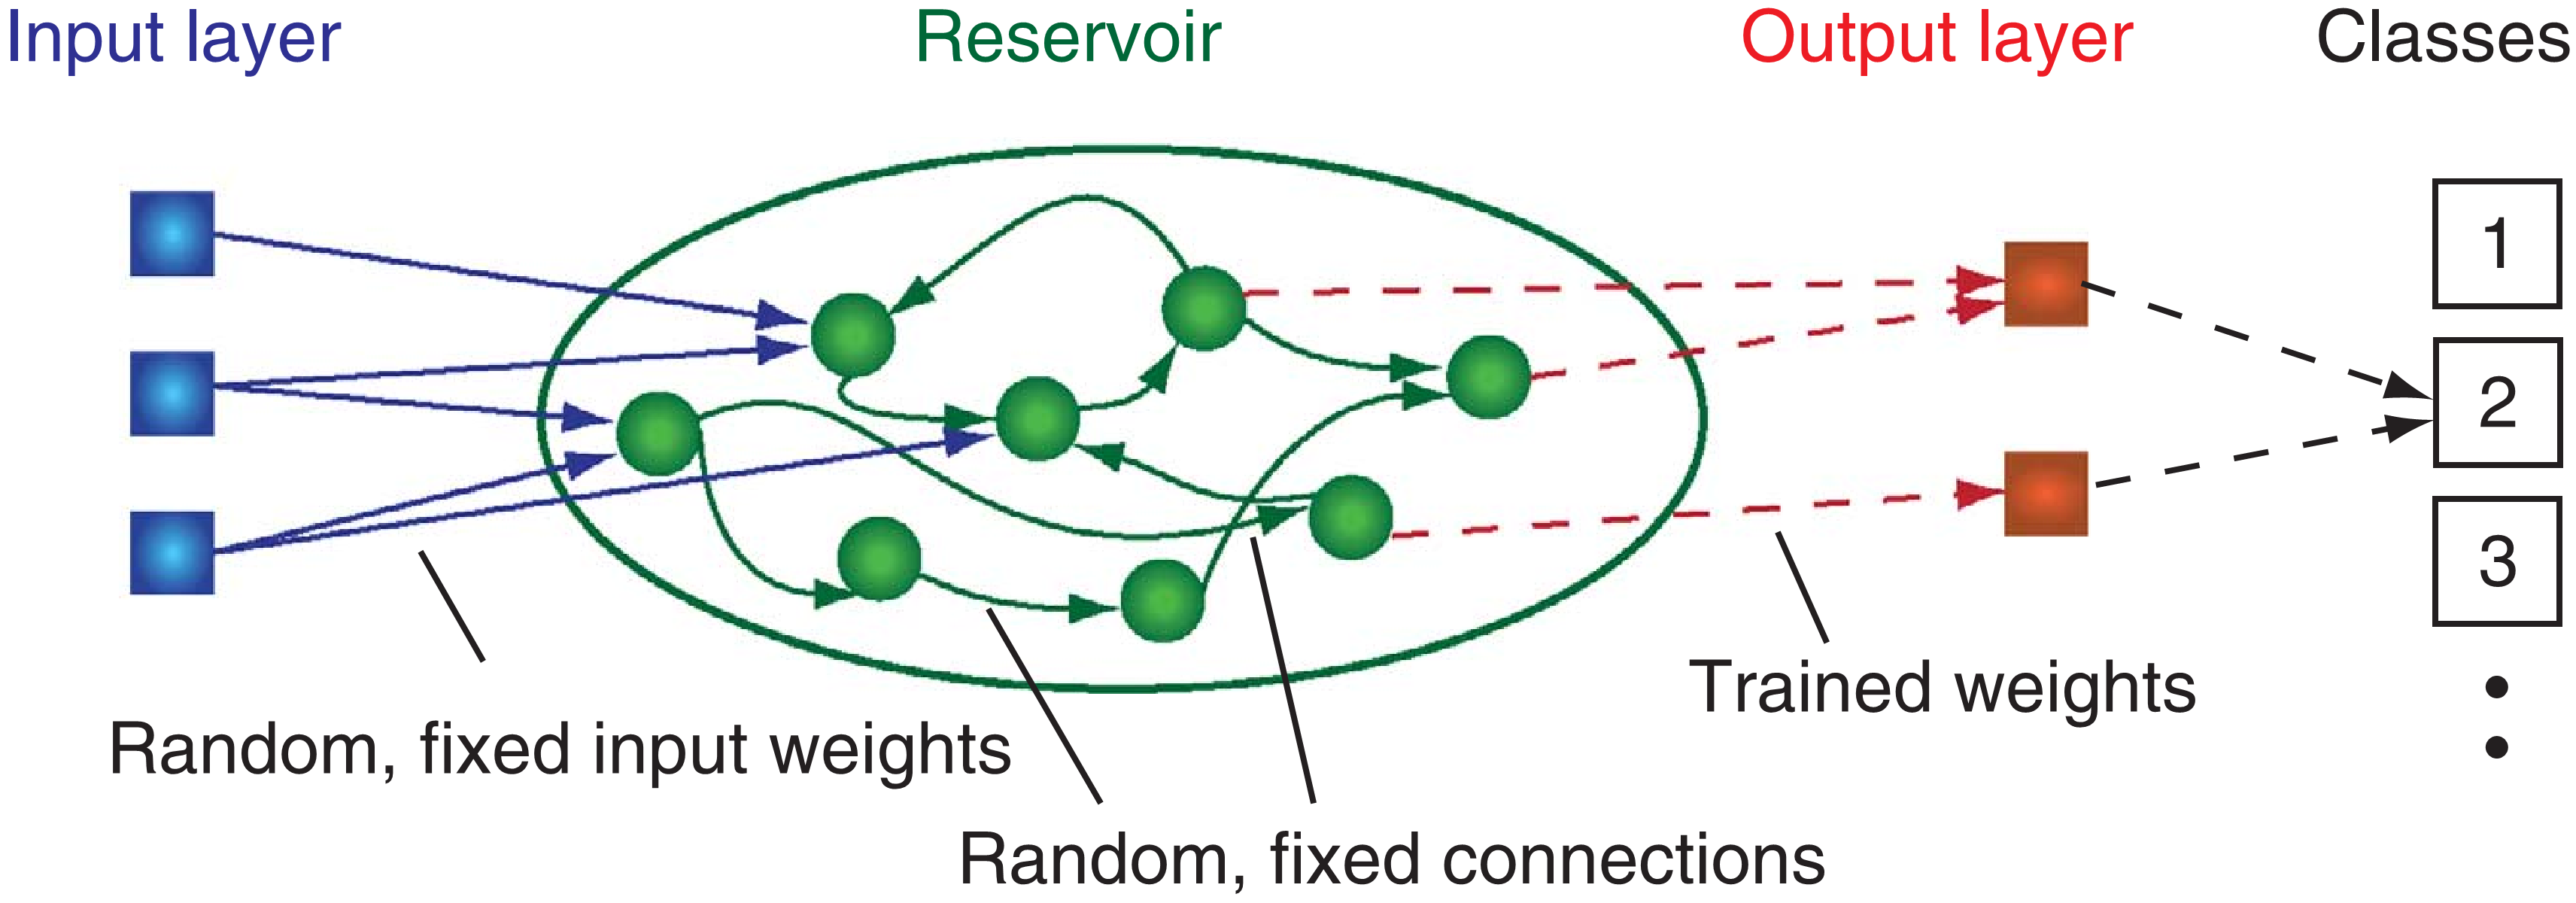 Input layer
Reservoir
Output layer
Classes
1
2
3
Trained weights
Random, fixed input weights
Random, fixed connections